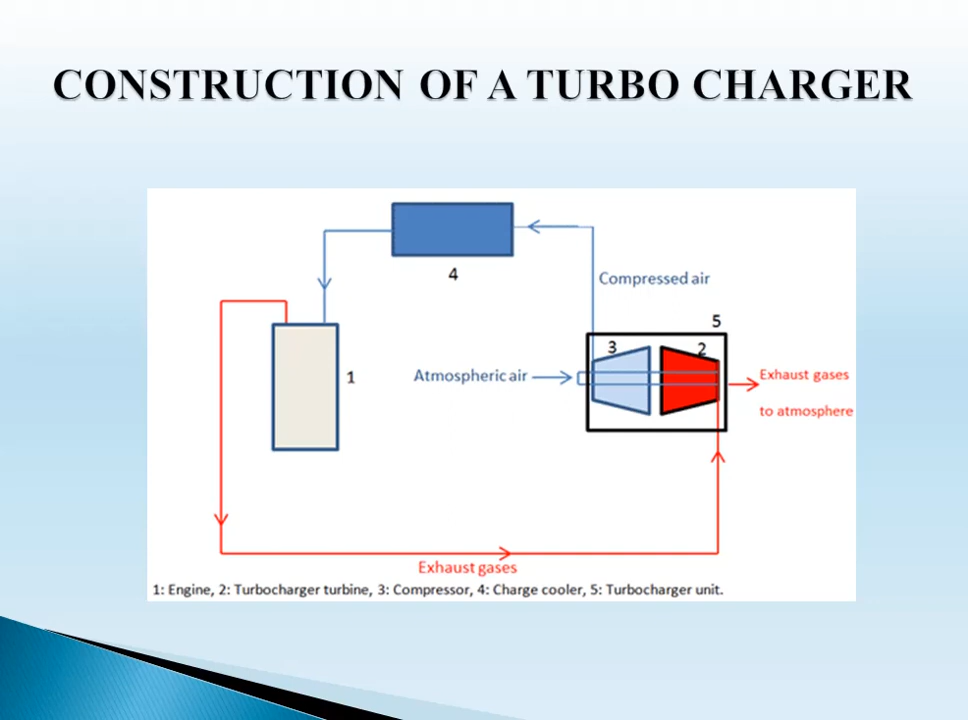 CONSTRUCTION OF A TURBO CHARGER
4
Compressed air
5
3
2
1
Atmospheric air
Exhaust gases
to atmosphere
Exhaust gases
1: Engine, 2: Turbocharger turbine, 3: Compressor, 4: Charge cooler, 5: Turbocharger unit.